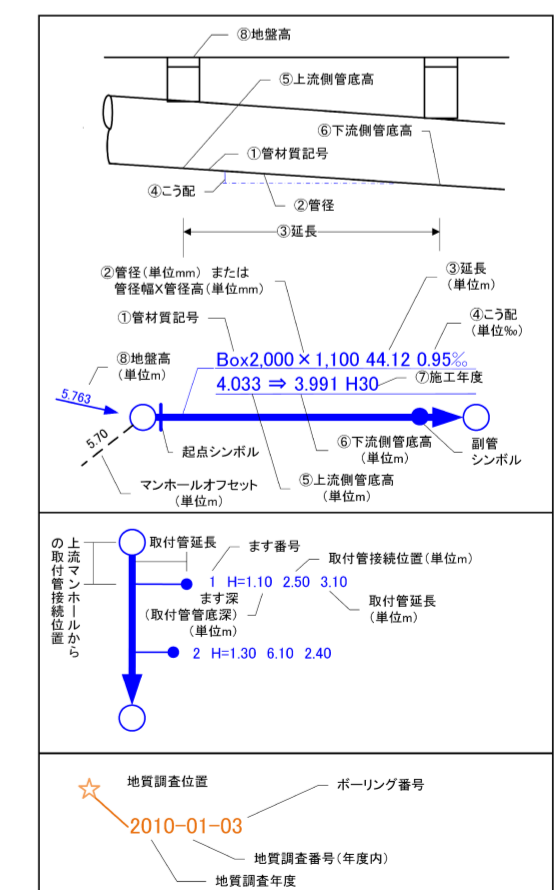 ⑧地盤高
⑤上流側管底高
⑥下流側管底高
①管材質記号
④こう配
②管径
③延長
②管径(単位mm) または
管径幅X管径高(単位mm)
③延長
(単位m)
①管材質記号
④こう配
(単位‰)
⑧地盤高
(単位m)
Box2,000×1,100 44.12 0.95‰
4.033 ⇒ 3.991 H30
⑦施工年度
5.763
5.70
起点シンボル
⑥下流側管底高
(単位m)
副管
シンボル
マンホールオフセット
(単位m)
⑤上流側管底高
(単位m)
上流マンホールから
の取付管接続位置
取付管延長
ます番号
取付管接続位置(単位m)
1 H=1.10 2.50 3.10
ます深
(取付管管底深)
(単位m)
取付管延長
(単位m)
2 H=1.30 6.10 2.40
地質調査位置
ボーリング番号
2010-01-03
地質調査番号(年度内)
地質調査年度